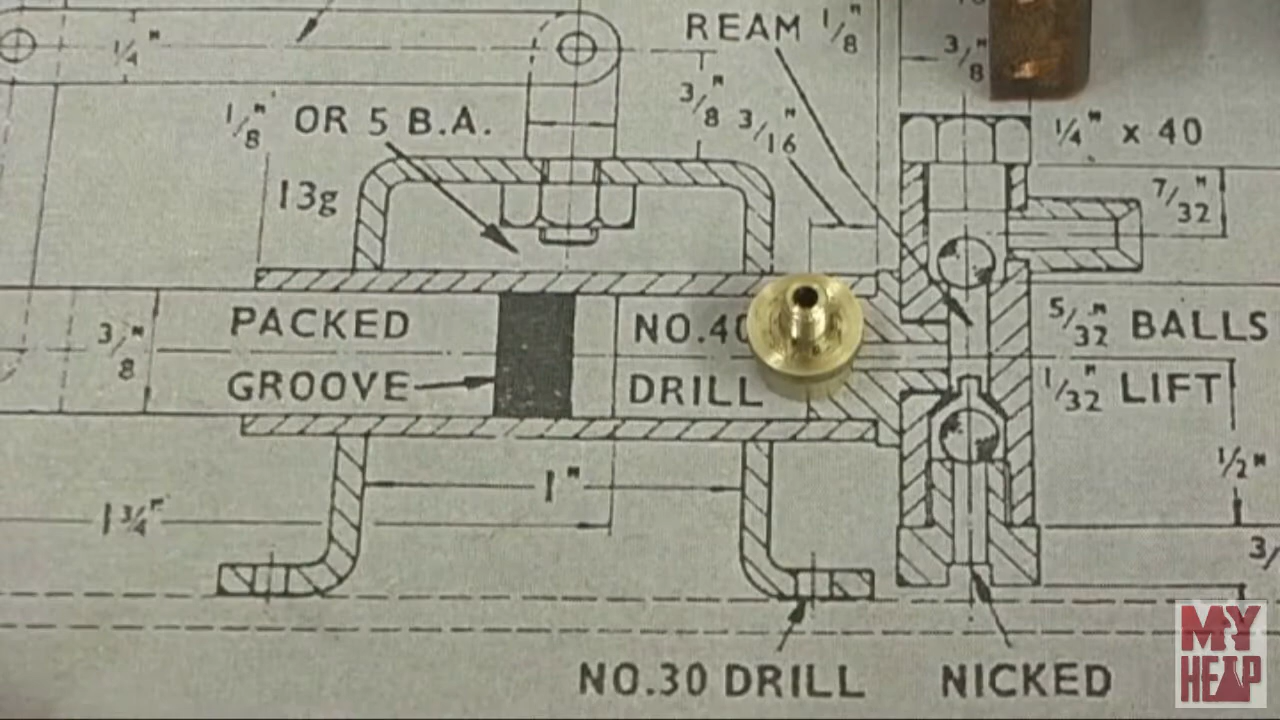 REAM 1/8"
1/4"
3/8"
3/8"
3/16"
1/8" OR 5 B.A.
1/4" x 40
13g
7/32"
PACKED
GROOVE
3/8"
NO.40
DRILL
5/32" BALLS
1/32" LIFT
1"
1 3/4"
1/2"
3/
NO.30 DRILL
NICKED
MY
HEAP